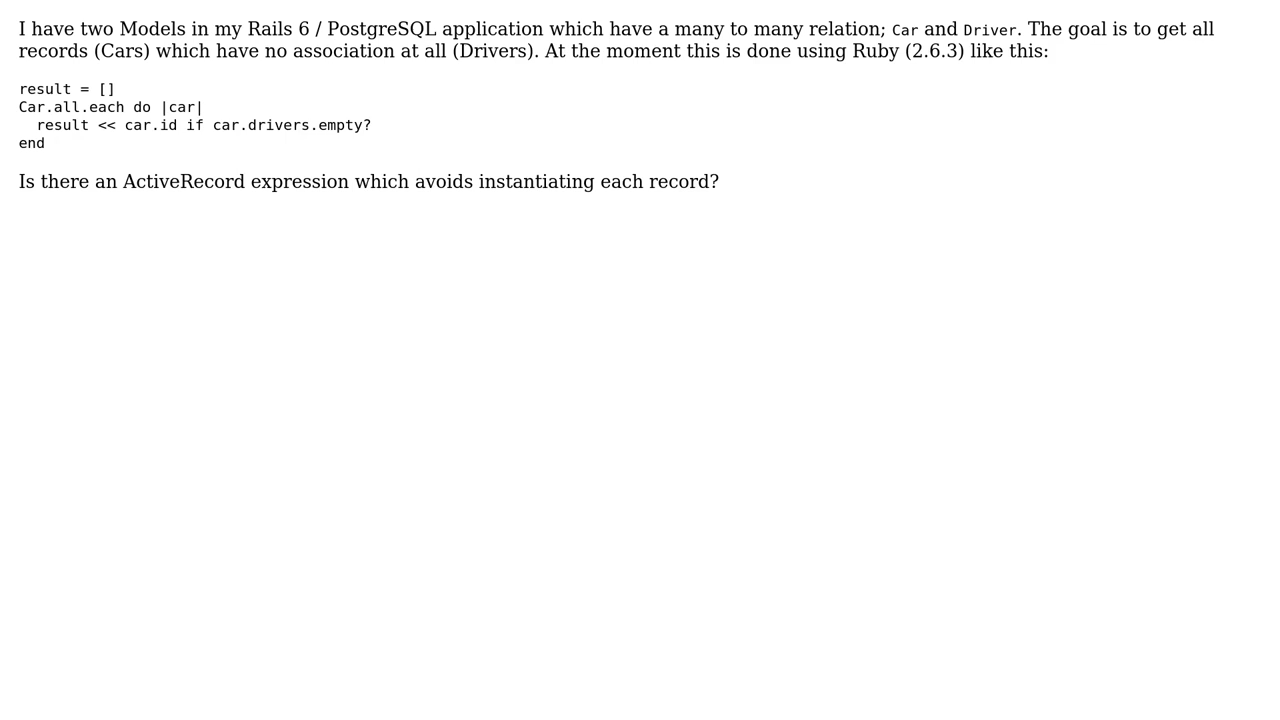 I have two Models in my Rails 6 / PostgreSQL application which have a many to many relation; Car and Driver. The goal is to get all
records (Cars) which have no association at all (Drivers). At the moment this is done using Ruby (2.6.3) like this:
result = []
Car.all.each do |car|
  result << car.id if car.drivers.empty?
end
Is there an ActiveRecord expression which avoids instantiating each record?